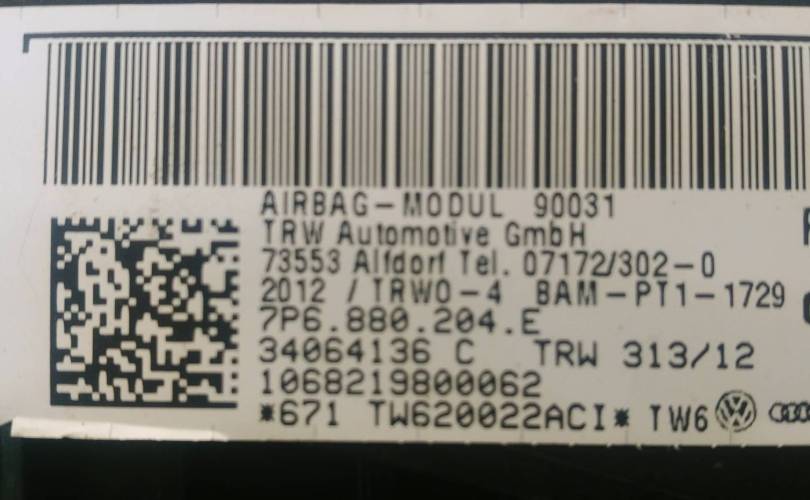 AIRBAG-MODUL 90031
TRW Automotive GmbH
73553 Alfdorf Tel. 07172/302-0
2012 / TRWO-4 BAM-PT1-1729
7P6.880.204.E
34064136 C TRW 313/12
1068219800062
*671 TW620022ACI* TW6